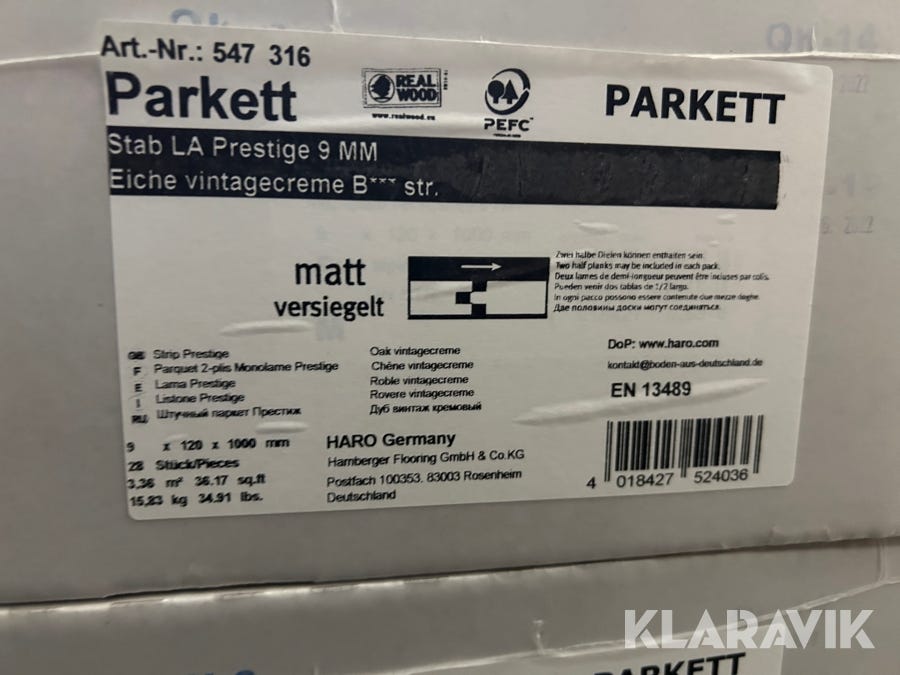 QK-14
Art.-Nr.: 547 316
Parkett
REAL
WOOD
www.realwood.eu
PEFC
PARKETT
Stab LA Prestige 9 MM
Eiche vintagecreme B*** str.
matt
versiegelt
Zwei halbe Dielen können enthalten sein.
Two half planks may be included in each pack.
Deux lames de demi-longueur peuvent être incluses par colis.
Pueden venir dos tablas de 1/2 largo.
In ogni pacco possono essere contenute due mezze doghe.
Две половины доски могут соединяться.
DoP: www.haro.com
kontakt@boden-aus-deutschland.de
EN 13489
GB Strip Prestige Oak vintagecreme
F Parquet 2-plis Monolame Prestige Chêne vintagecreme
E Lama Prestige Roble vintagecreme
I Listone Prestige Rovere vintagecreme
RU Штучный паркет Престиж Дуб винтаж кремовый
9 x 120 x 1000 mm
28 Stück/Pieces
3,36 m² 36.17 sq.ft
15,83 kg 34.91 lbs.
HARO Germany
Hamberger Flooring GmbH & Co.KG
Postfach 100353, 83003 Rosenheim
Deutschland
4 018427 524036
KLARAVIK
PARKETT